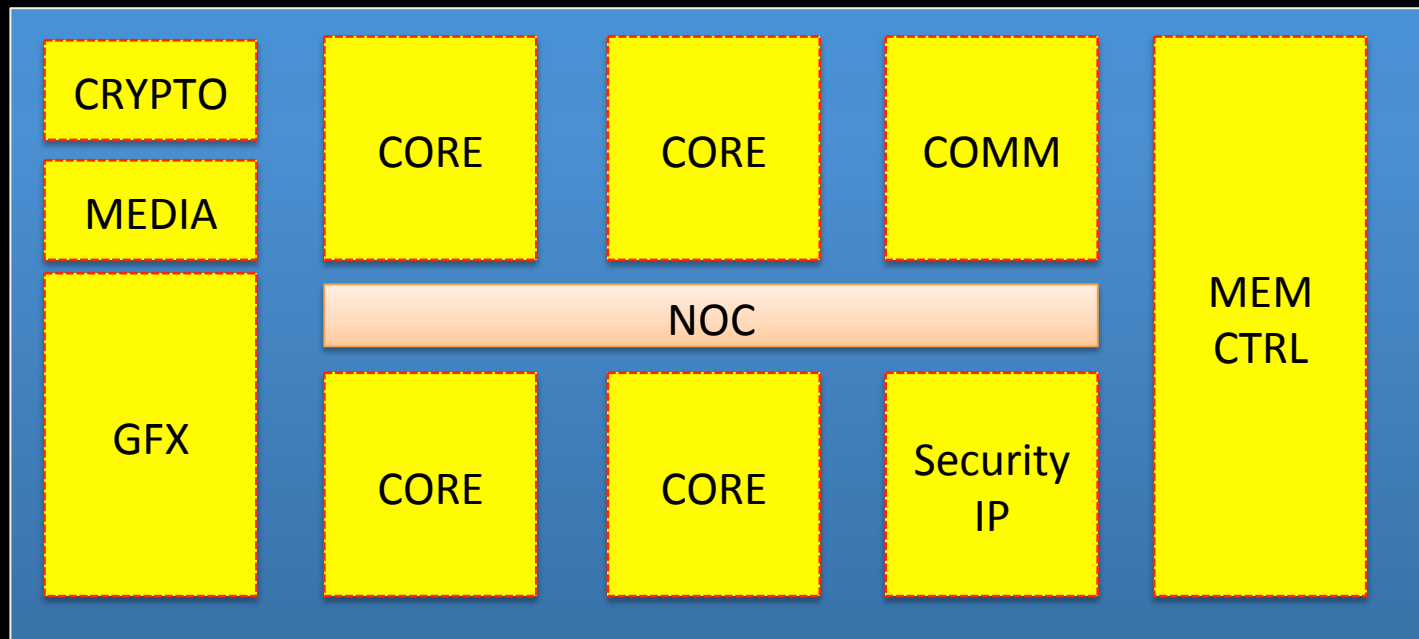 CRYPTO
MEDIA
GFX
CORE
CORE
COMM
NOC
CORE
CORE
Security
IP
MEM
CTRL